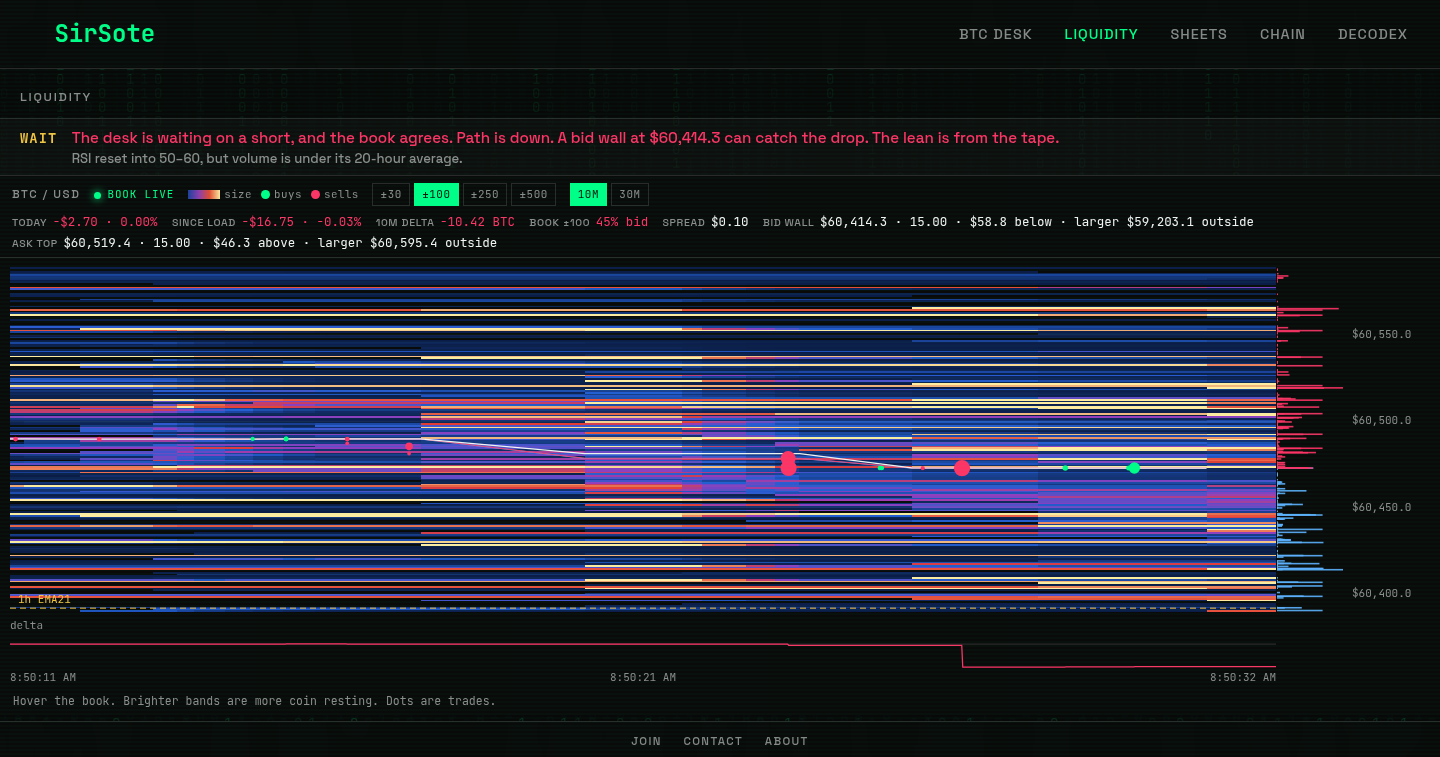 SirSote
BTC DESK LIQUIDITY SHEETS CHAIN DECODEX
LIQUIDITY
WAIT The desk is waiting on a short, and the book agrees. Path is down. A bid wall at $60,414.3 can catch the drop. The lean is from the tape.
RSI reset into 50–60, but volume is under its 20-hour average.
BTC / USD BOOK LIVE size buys sells ±30 ±100 ±250 ±500 10M 30M
TODAY -$2.70 · 0.00% SINCE LOAD -$16.75 · -0.03% 10M DELTA -10.42 BTC BOOK ±100 45% bid SPREAD $0.10 BID WALL $60,414.3 · 15.00 · $58.8 below · larger $59,203.1 outside
ASK TOP $60,519.4 · 15.00 · $46.3 above · larger $60,595.4 outside
$60,550.0
$60,500.0
$60,450.0
$60,400.0
1h EMA21
delta
8:50:11 AM 8:50:21 AM 8:50:32 AM
Hover the book. Brighter bands are more coin resting. Dots are trades.
JOIN CONTACT ABOUT